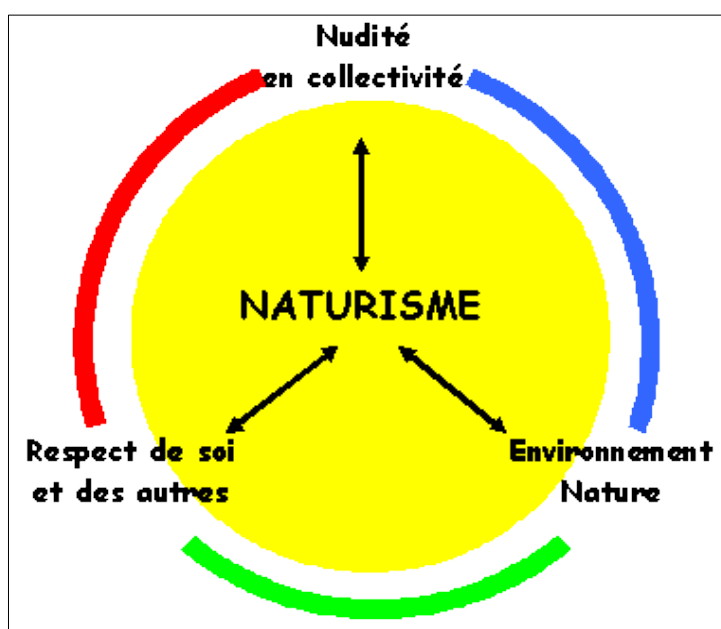 Nudité
en collectivité
NATURISME
Respect de soi
et des autres
Environnement
Nature